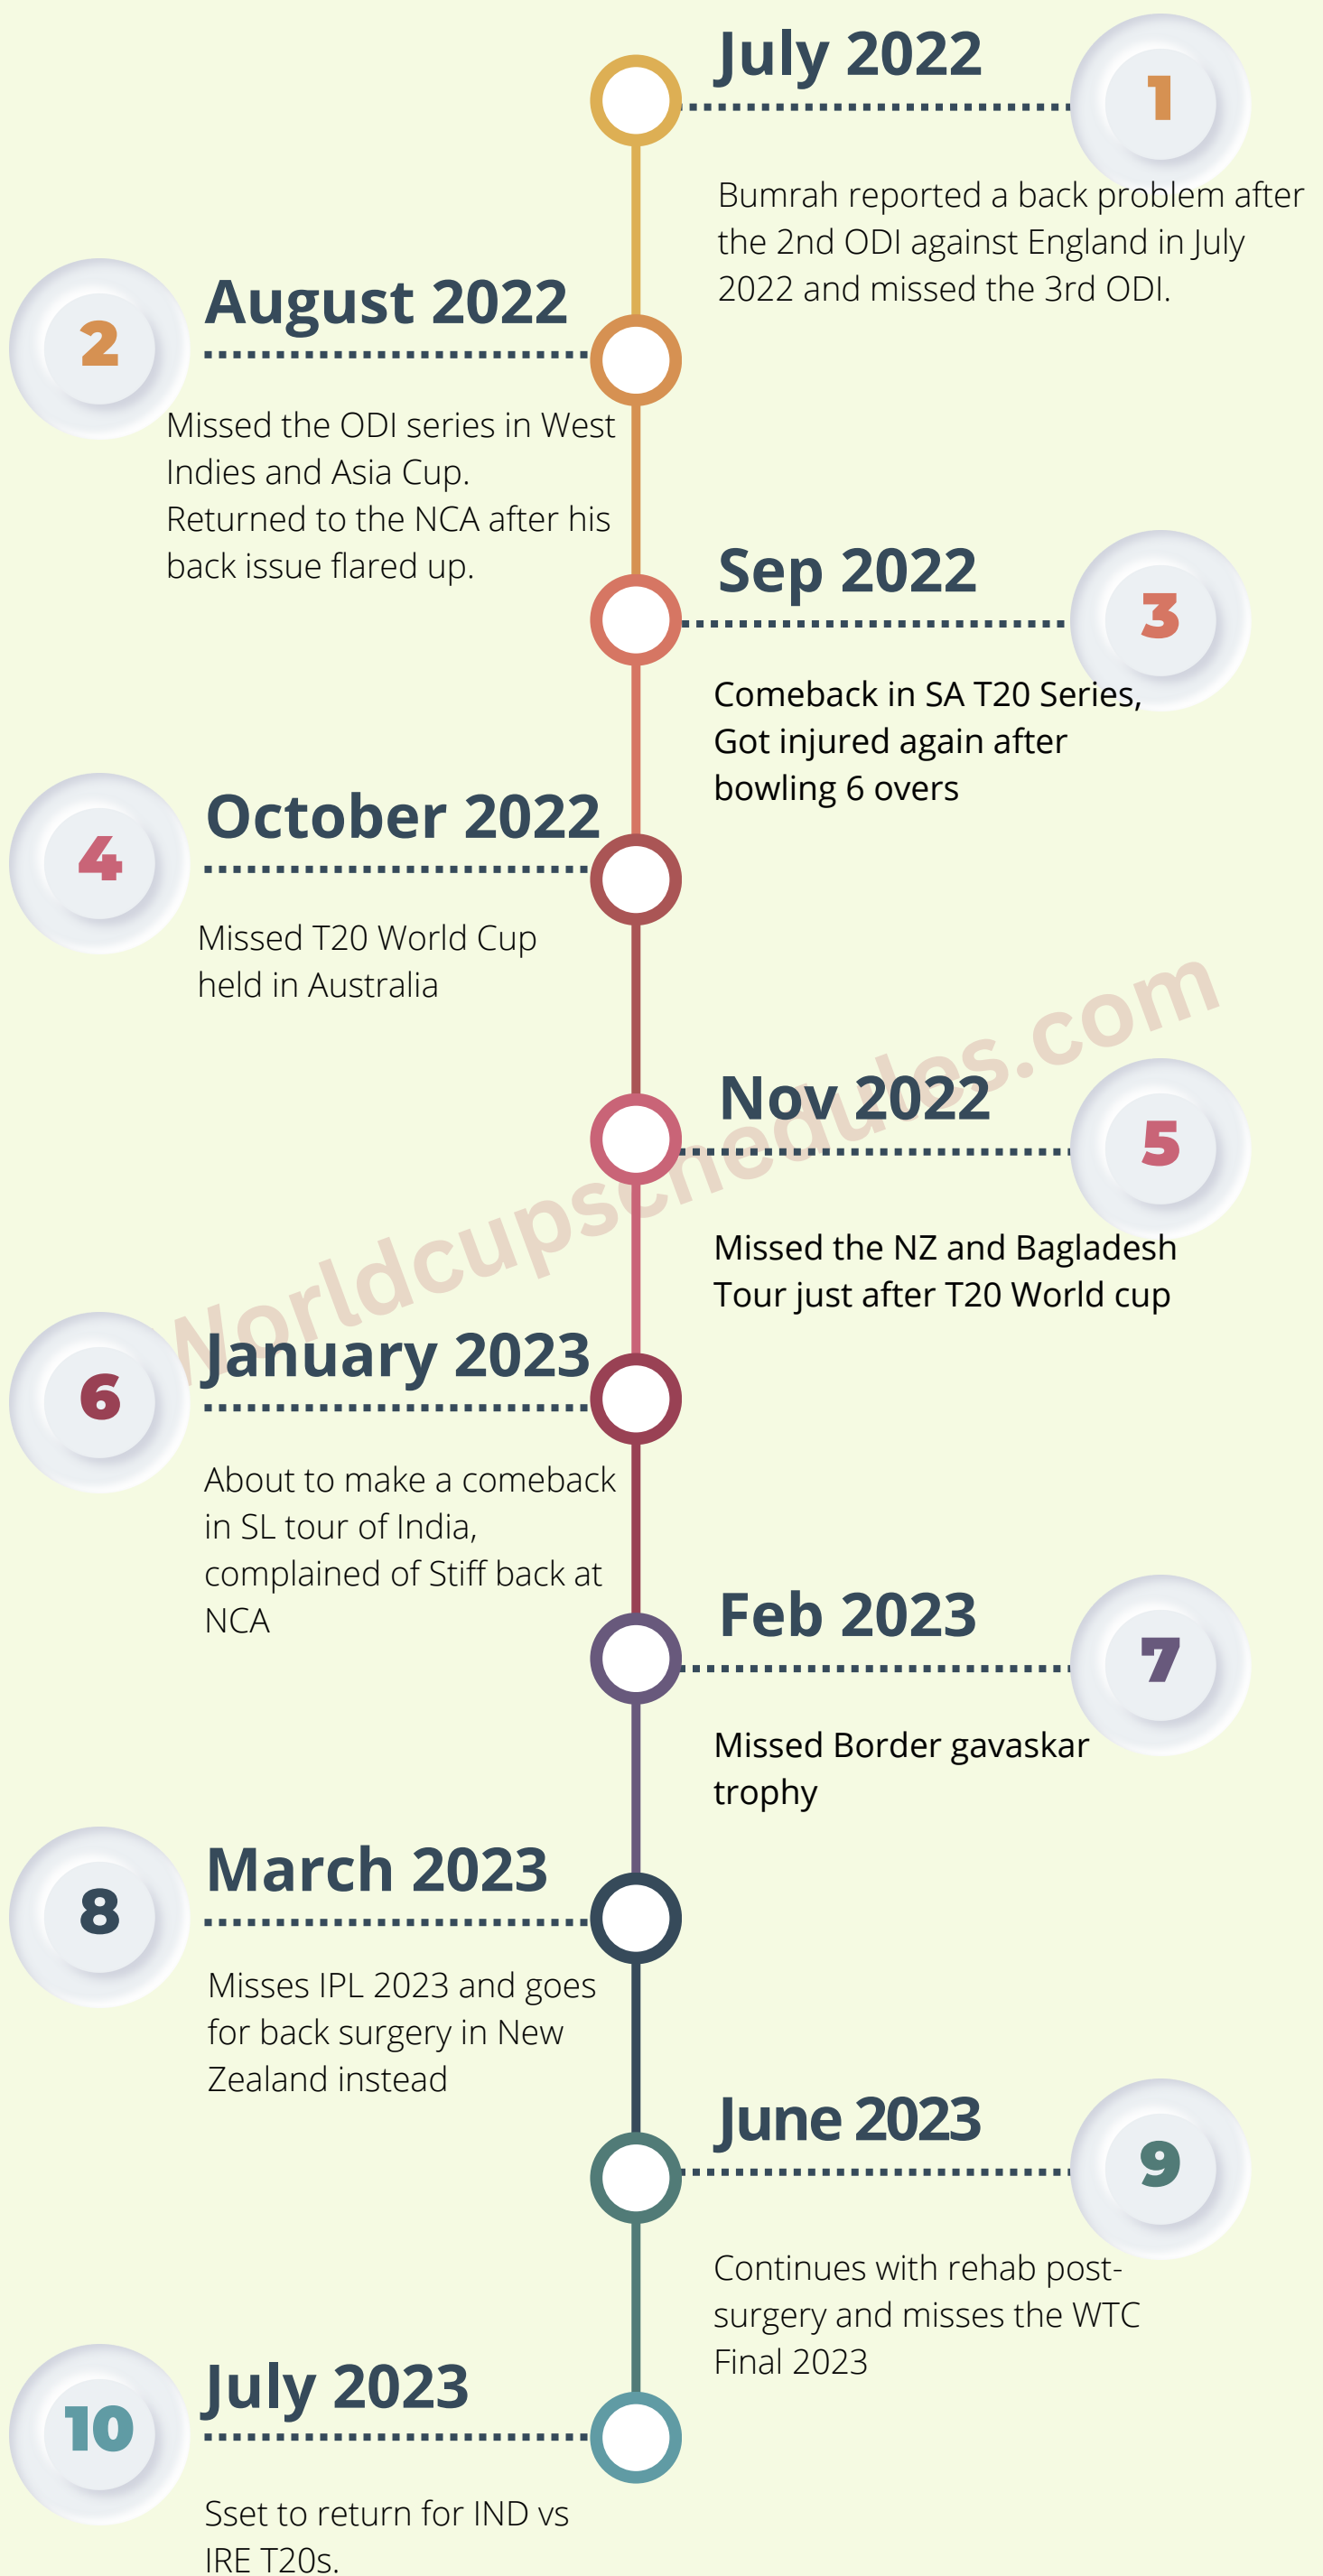 July 2022
1
Bumrah reported a back problem after
the 2nd ODI against England in July
2022 and missed the 3rd ODI.
2
August 2022
Missed the ODI series in West
Indies and Asia Cup.
Returned to the NCA after his
back issue flared up.
Sep 2022
3
Comeback in SA T20 Series,
Got injured again after
bowling 6 overs
4
October 2022
Missed T20 World Cup
held in Australia
Worldcupschedules.com
Nov 2022
5
Missed the NZ and Bagladesh
Tour just after T20 World cup
6
January 2023
About to make a comeback
in SL tour of India,
complained of Stiff back at
NCA
Feb 2023
7
Missed Border gavaskar
trophy
8
March 2023
Misses IPL 2023 and goes
for back surgery in New
Zealand instead
June 2023
9
Continues with rehab post-
surgery and misses the WTC
Final 2023
10
July 2023
Sset to return for IND vs
IRE T20s.